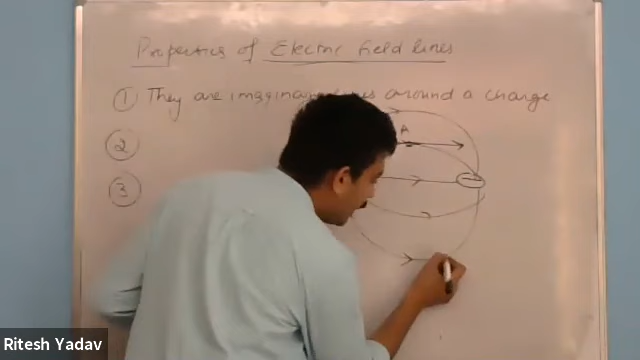 Properties of Electric Field lines
① They are imaginary lines around a charge
②
③
A
Ritesh Yadav